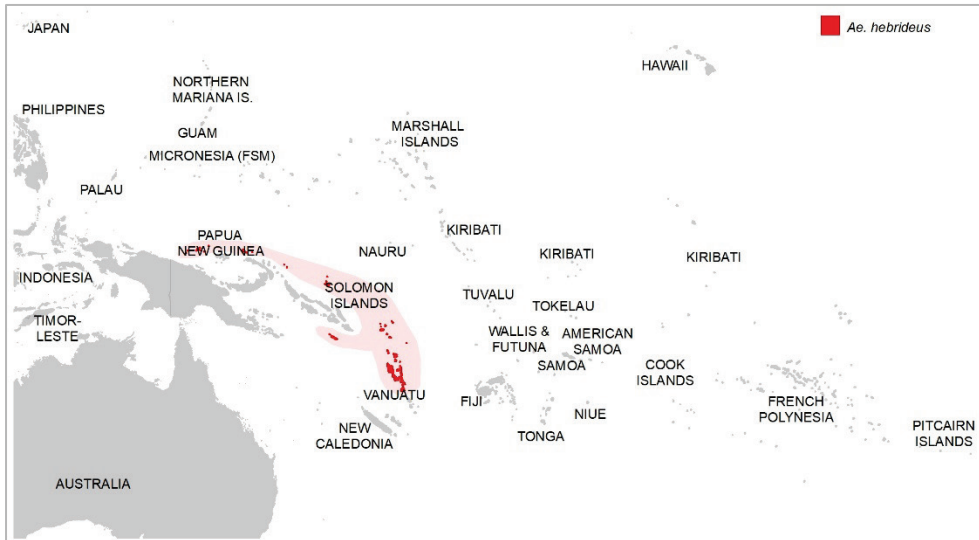 JAPAN
Ae. hebrideus
HAWAII
NORTHERN
MARIANA IS.
PHILIPPINES
GUAM
MARSHALL
ISLANDS
MICRONESIA (FSM)
PALAU
KIRIBATI
PAPUA
NEW GUINEA
NAURU
KIRIBATI
KIRIBATI
INDONESIA
SOLOMON
ISLANDS
TUVALU
TOKELAU
TIMOR-
LESTE
WALLIS &
FUTUNA
AMERICAN
SAMOA
SAMOA
COOK
ISLANDS
VANUATU
FIJI
NIUE
FRENCH
POLYNESIA
NEW
CALEDONIA
TONGA
PITCAIRN
ISLANDS
AUSTRALIA